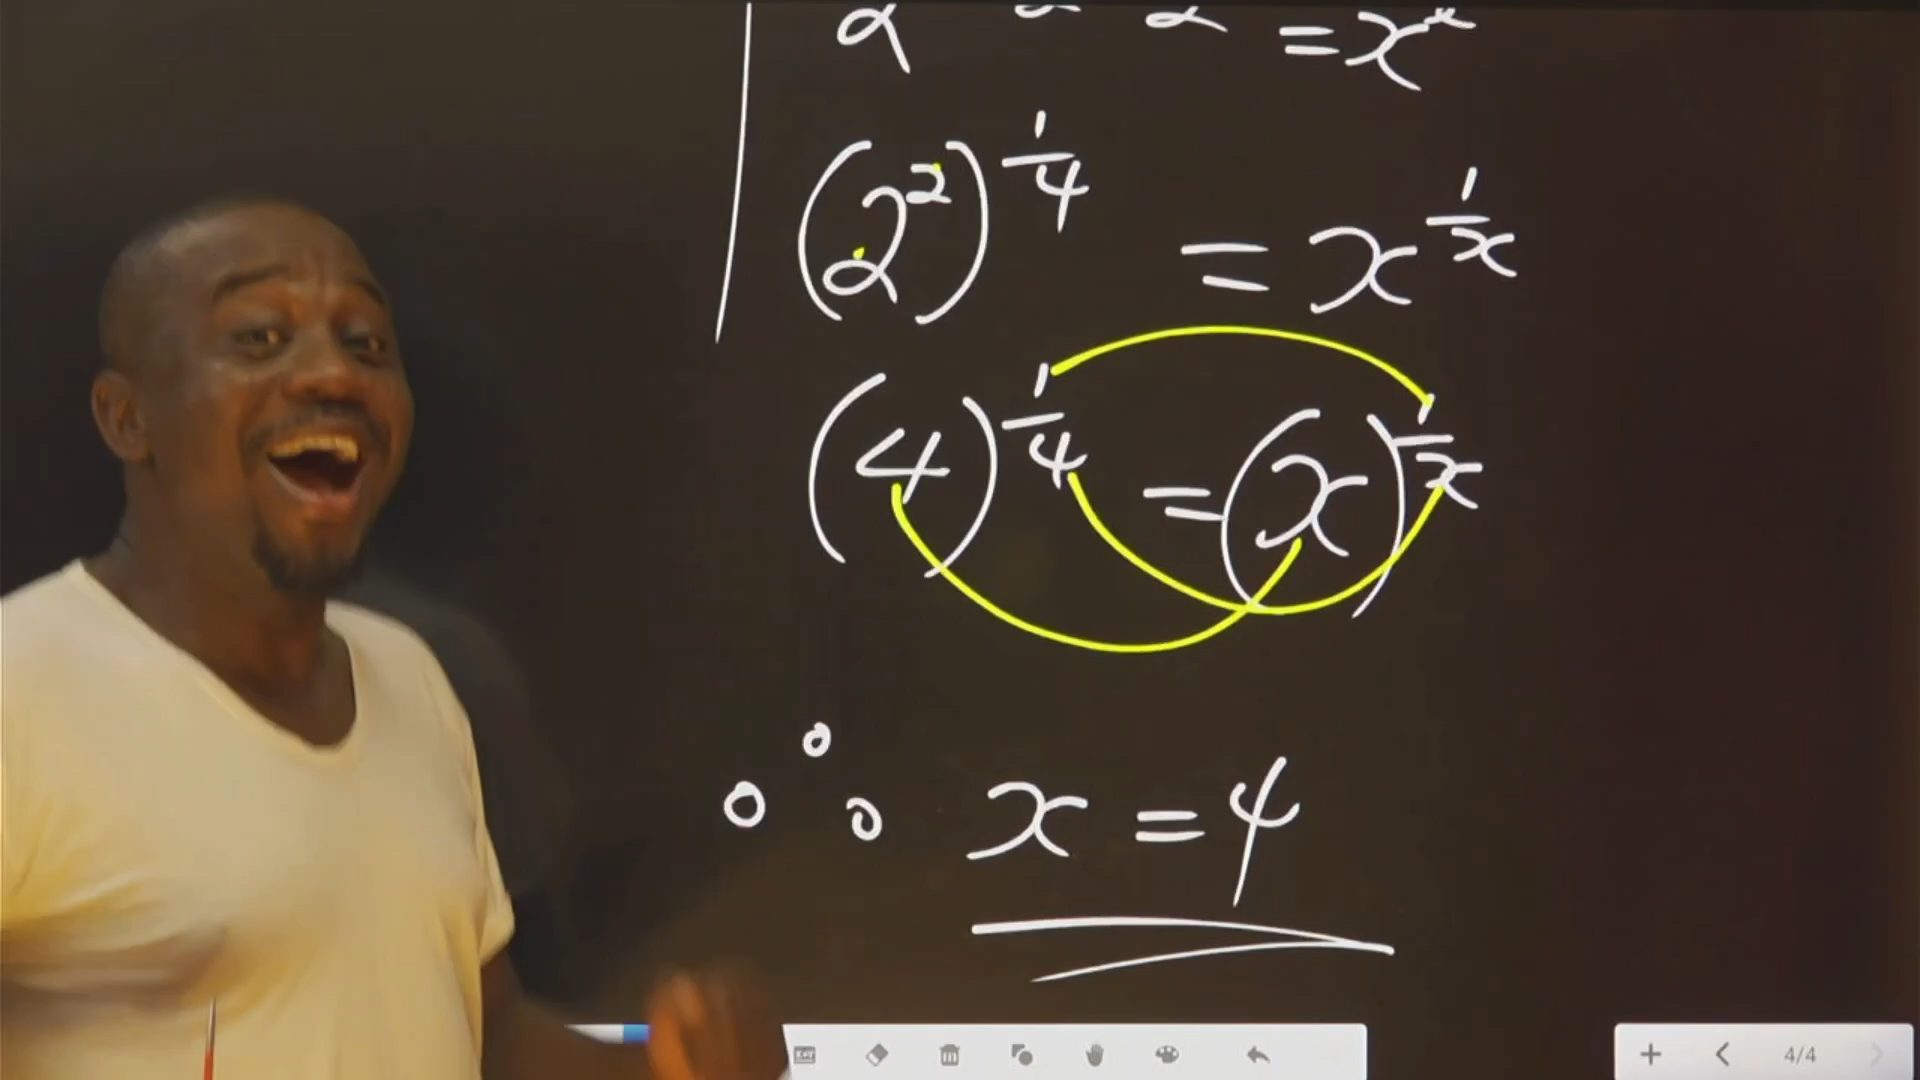 = x
(2²)^(1/4) = x^(1/x)
(4)^(1/4) = (x)^(1/x)
∴ x = 4
4/4